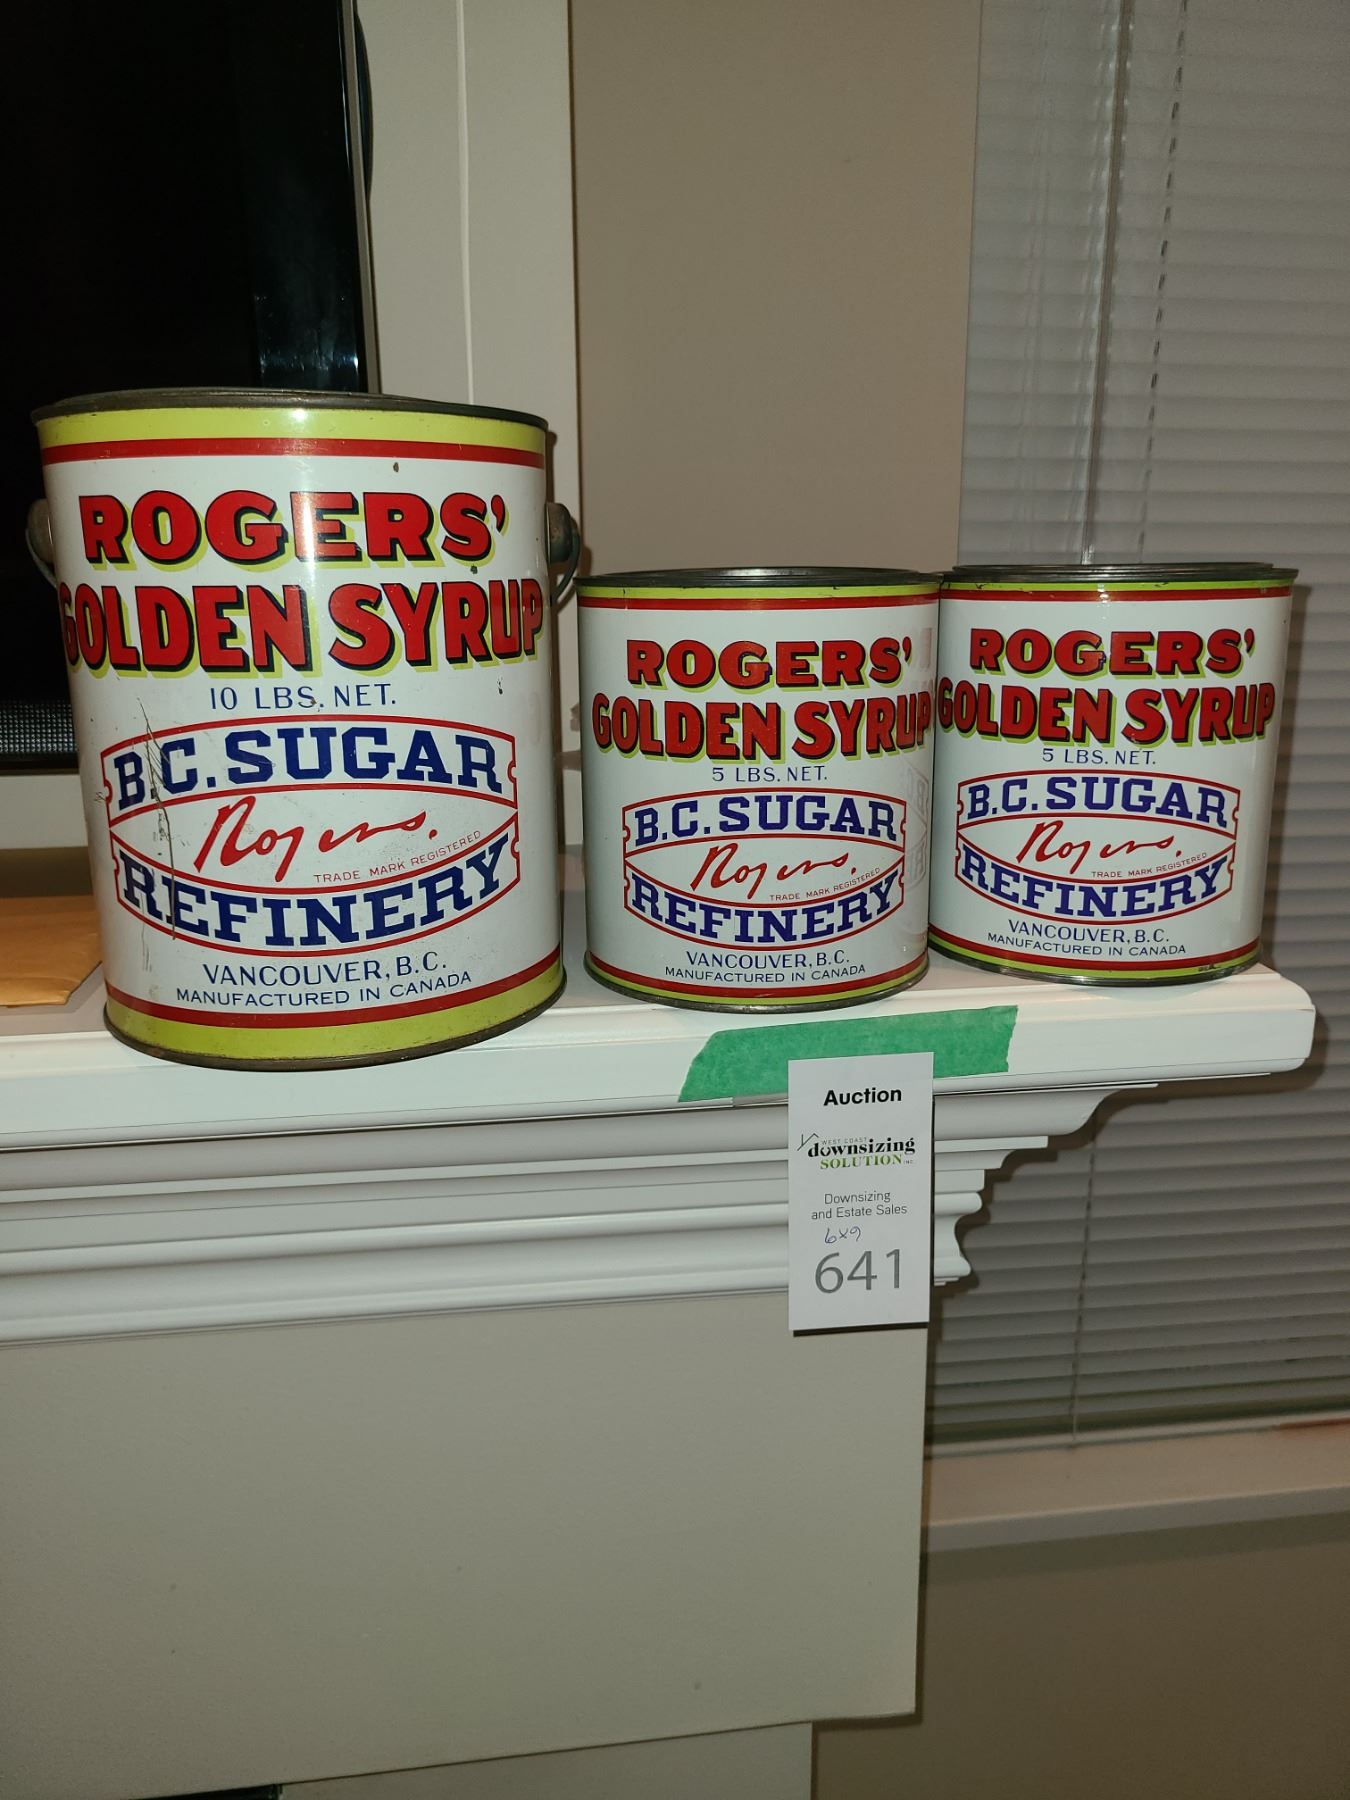 ROGERS'
GOLDEN SYRUP
10 LBS. NET.
B.C. SUGAR
Rogers.
TRADE MARK REGISTERED
REFINERY
VANCOUVER, B.C.
MANUFACTURED IN CANADA
ROGERS'
GOLDEN SYRUP
5 LBS. NET.
B.C. SUGAR
Rogers.
TRADE MARK REGISTERED
REFINERY
VANCOUVER, B.C.
MANUFACTURED IN CANADA
ROGERS'
GOLDEN SYRUP
5 LBS. NET.
B.C. SUGAR
Rogers.
TRADE MARK REGISTERED
REFINERY
VANCOUVER, B.C.
MANUFACTURED IN CANADA
Auction
WEST COAST
downsizing
SOLUTION INC.
Downsizing
and Estate Sales
6x9
641